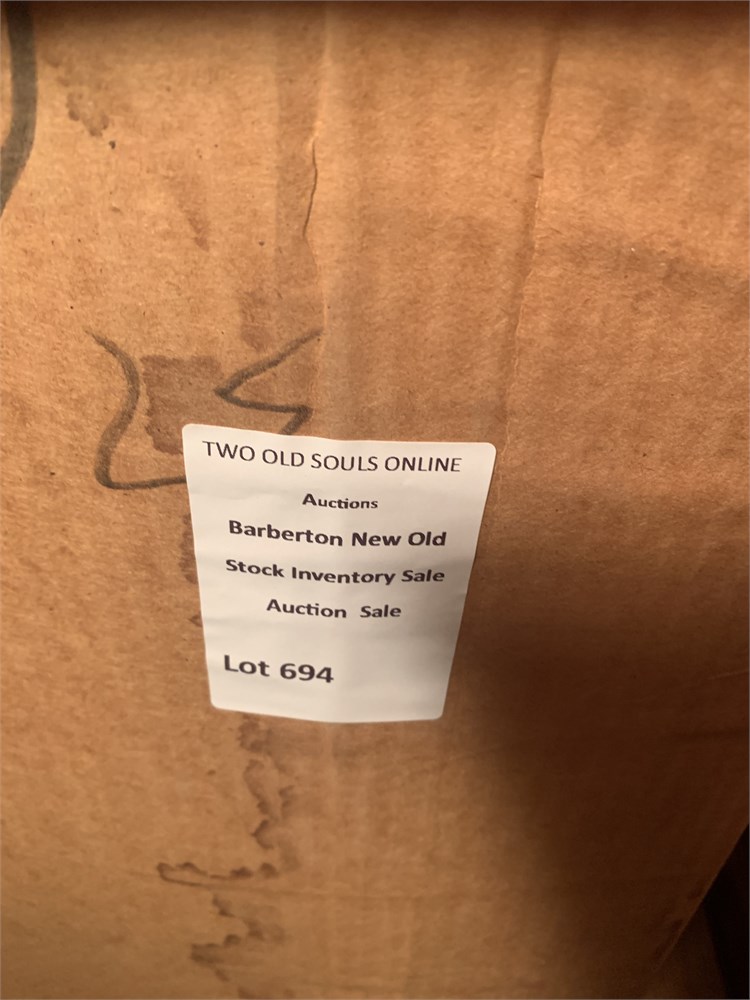 TWO OLD SOULS ONLINE
Auctions
Barberton New Old
Stock Inventory Sale
Auction Sale
Lot 694